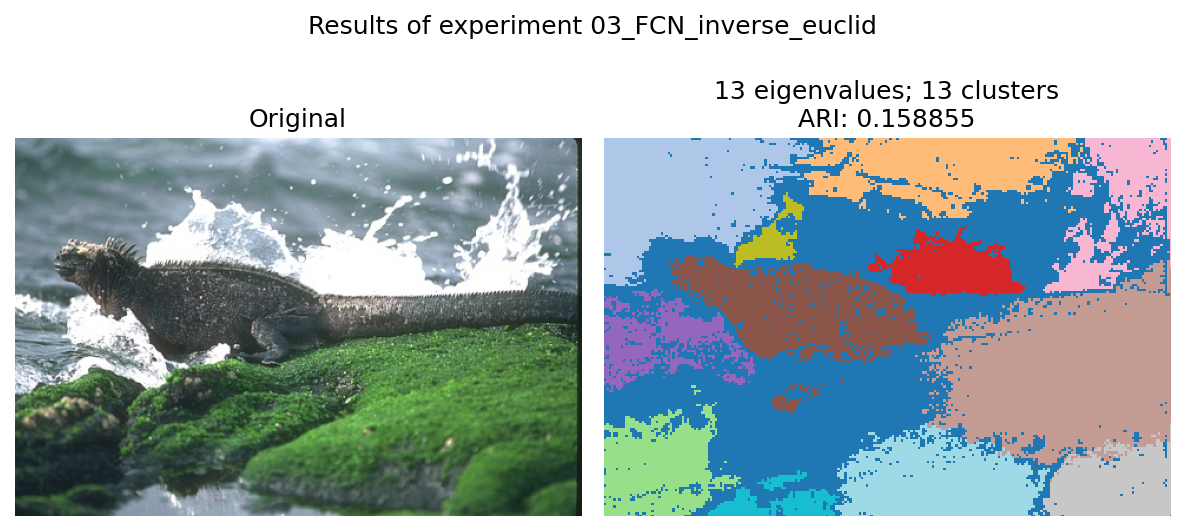 Results of experiment 03_FCN_inverse_euclid
Original
13 eigenvalues; 13 clusters
ARI: 0.158855